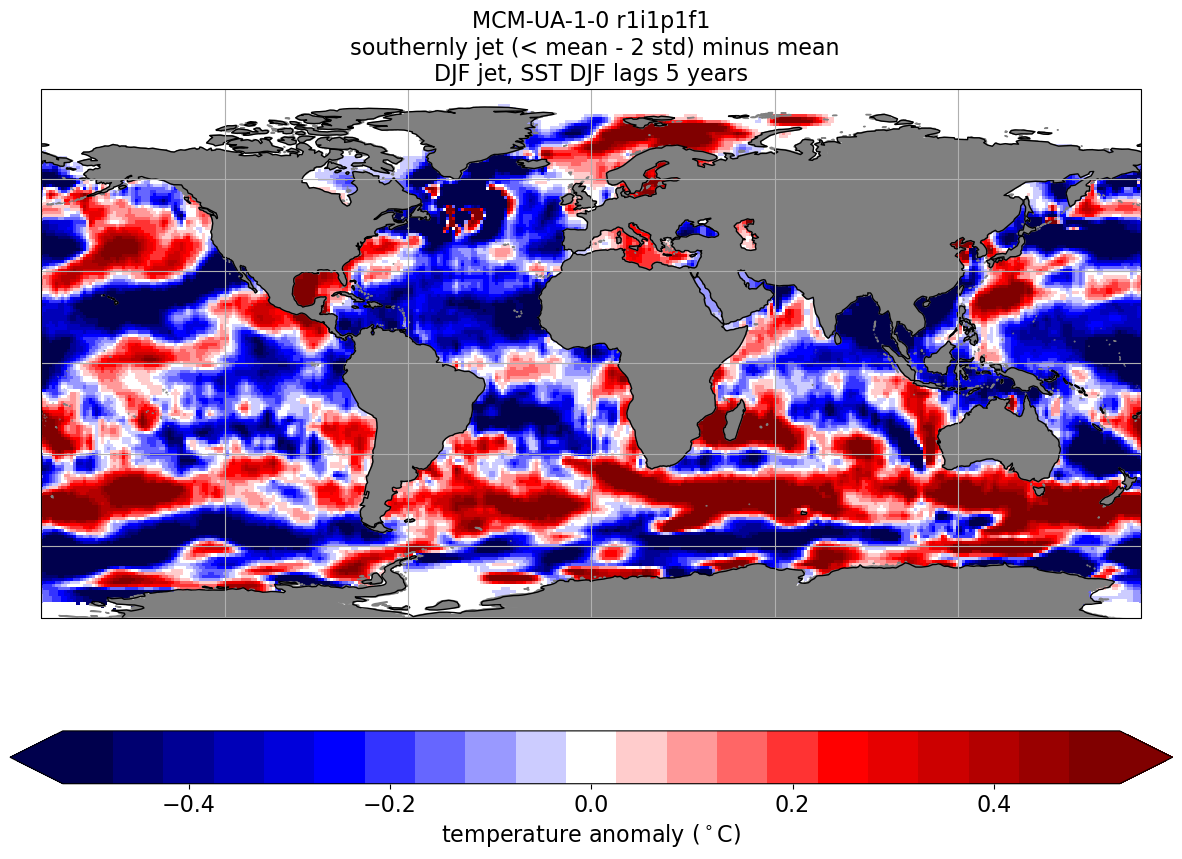 MCM-UA-1-0 r1i1p1f1
southernly jet (< mean - 2 std) minus mean
DJF jet, SST DJF lags 5 years
−0.4 −0.2 0.0 0.2 0.4
temperature anomaly (°C)